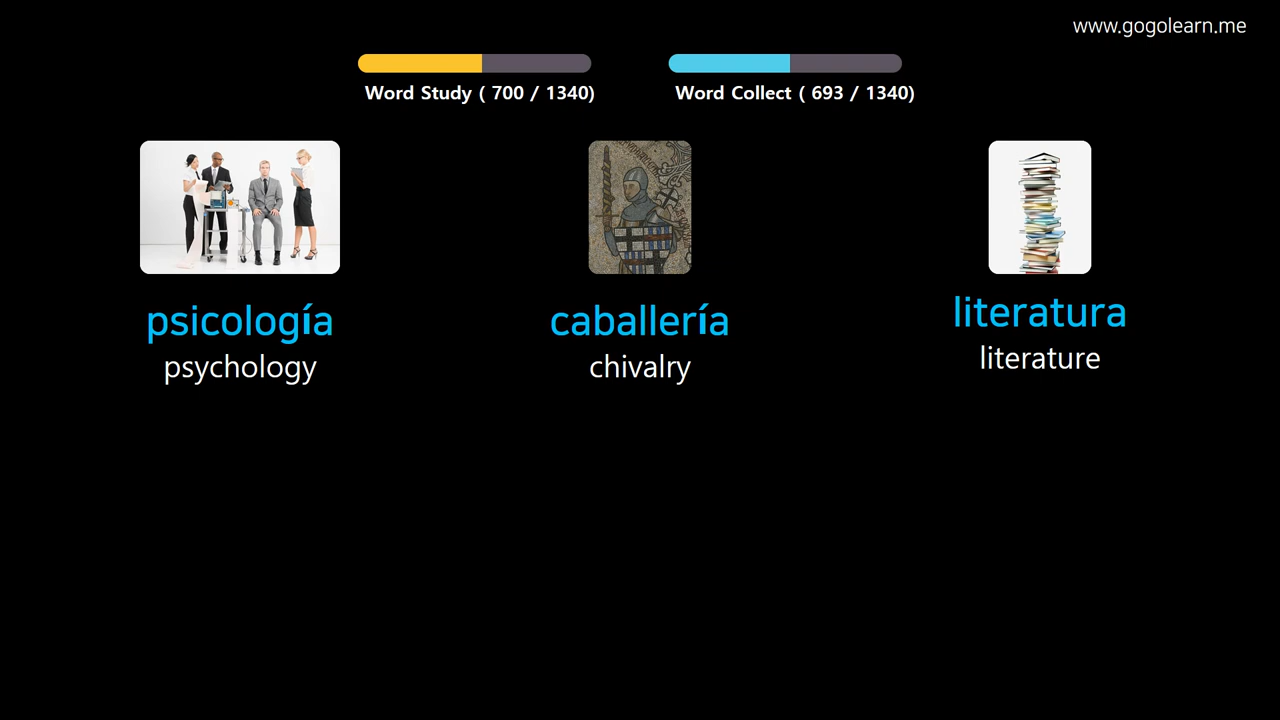 www.gogolearn.me
Word Study ( 700 / 1340)
Word Collect ( 693 / 1340)
psicología
psychology
caballería
chivalry
literatura
literature